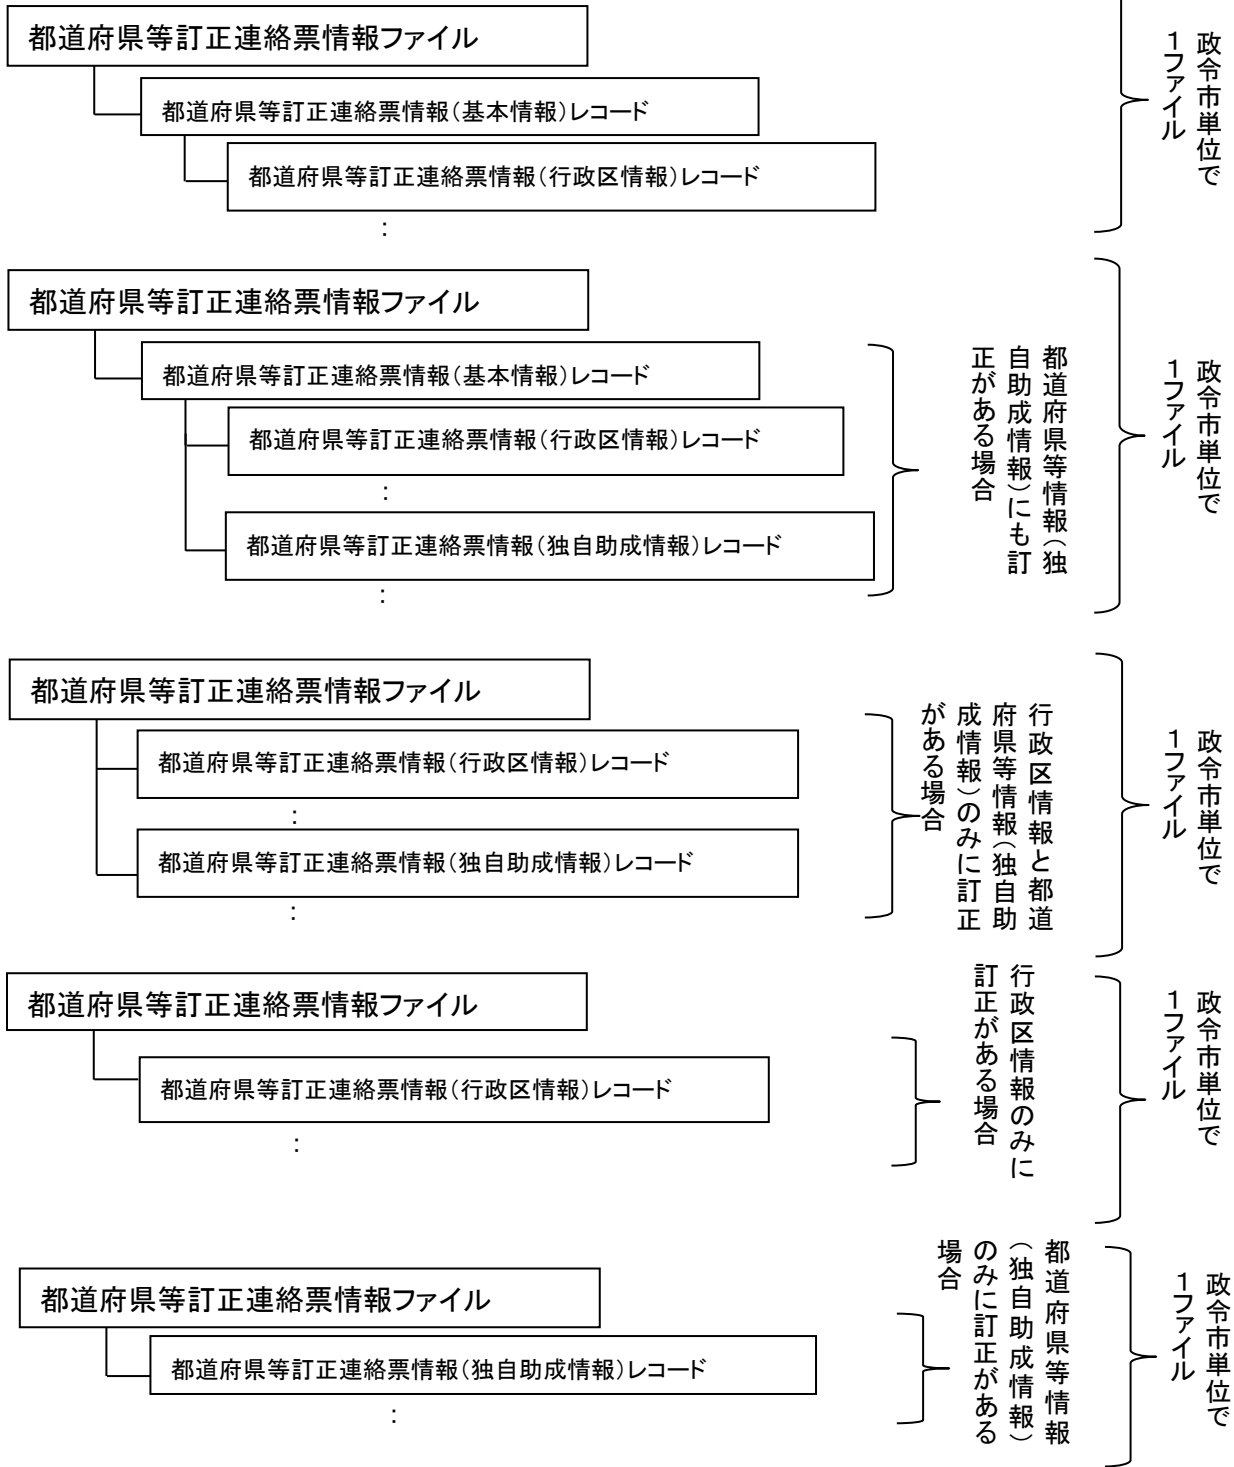 都道府県等訂正連絡票情報ファイル
都道府県等訂正連絡票情報（基本情報）レコード
都道府県等訂正連絡票情報（行政区情報）レコード
：
政令市単位で
１ファイル
都道府県等訂正連絡票情報ファイル
都道府県等訂正連絡票情報（基本情報）レコード
都道府県等訂正連絡票情報（行政区情報）レコード
：
都道府県等訂正連絡票情報（独自助成情報）レコード
：
都道府県等情報（独
自助成情報）にも訂
正がある場合
政令市単位で
１ファイル
都道府県等訂正連絡票情報ファイル
都道府県等訂正連絡票情報（行政区情報）レコード
：
都道府県等訂正連絡票情報（独自助成情報）レコード
：
行政区情報と都道
府県等情報（独自助
成情報）のみに訂正
がある場合
政令市単位で
１ファイル
都道府県等訂正連絡票情報ファイル
都道府県等訂正連絡票情報（行政区情報）レコード
：
行政区情報のみに
訂正がある場合
政令市単位で
１ファイル
都道府県等訂正連絡票情報ファイル
都道府県等訂正連絡票情報（独自助成情報）レコード
：
都道府県等情報
（独自助成情報）
のみに訂正がある
場合
政令市単位で
１ファイル